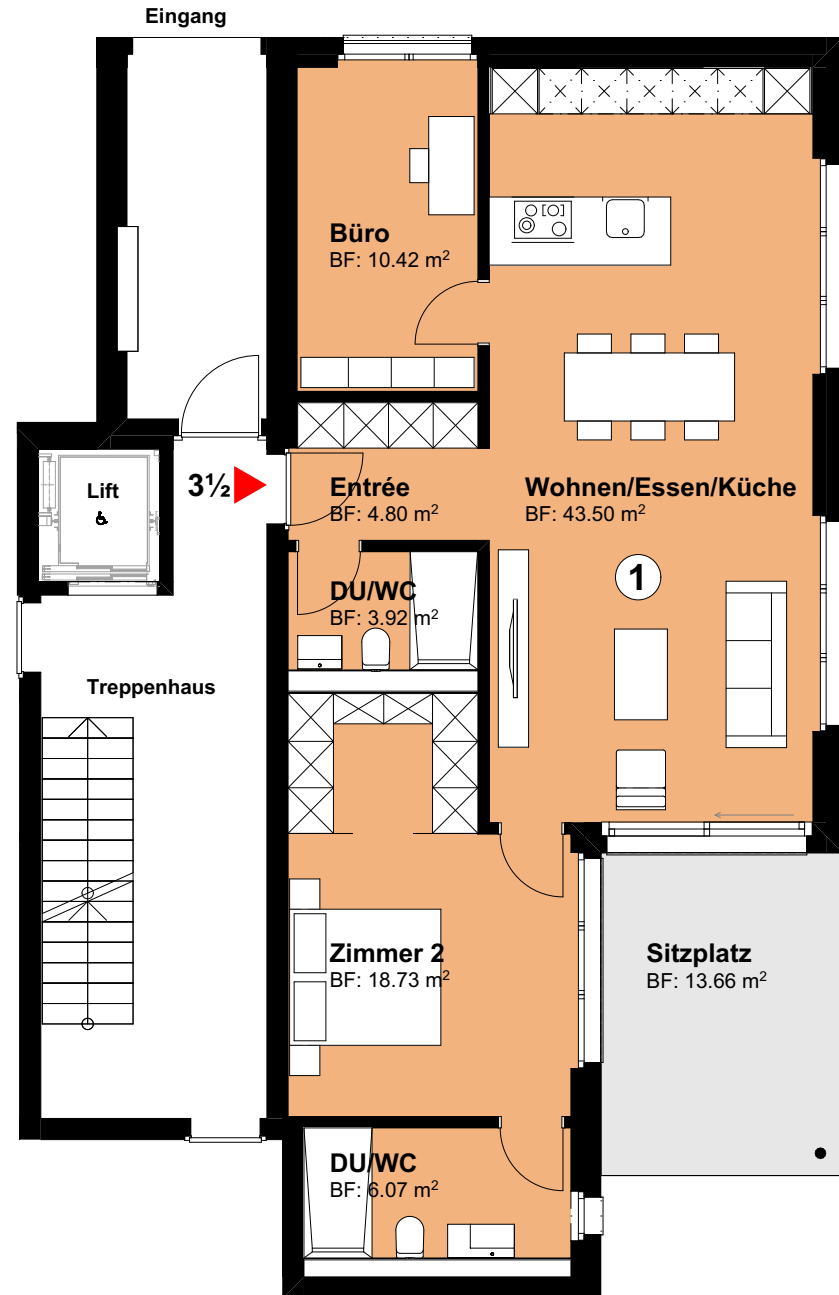 Eingang
Büro
BF: 10.42 m²
Lift
3½
Entrée
BF: 4.80 m²
Wohnen/Essen/Küche
BF: 43.50 m²
DU/WC
BF: 3.92 m²
1
Treppenhaus
Zimmer 2
BF: 18.73 m²
Sitzplatz
BF: 13.66 m²
DU/WC
BF: 6.07 m²